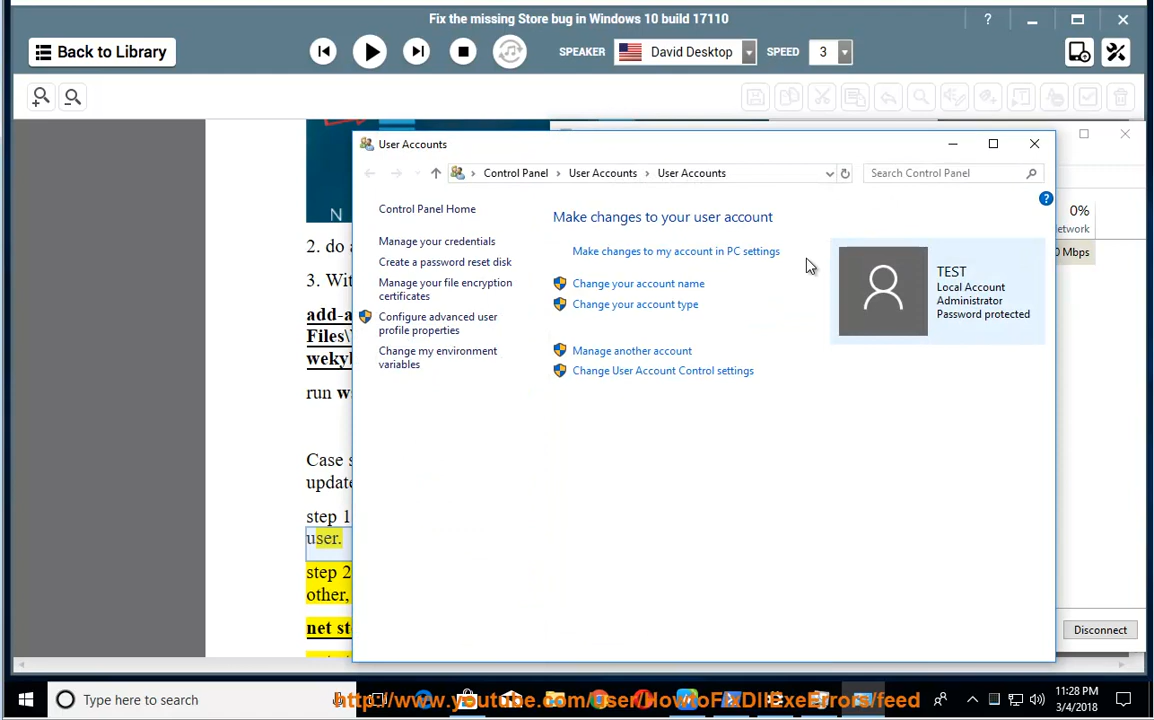 Fix the missing Store bug in Windows 10 build 17110
Back to Library
SPEAKER
David Desktop
SPEED
3
User Accounts
Control Panel
User Accounts
User Accounts
Search Control Panel
Control Panel Home
Manage your credentials
Create a password reset disk
Manage your file encryption
certificates
Configure advanced user
profile properties
Change my environment
variables
Make changes to your user account
Make changes to my account in PC settings
Change your account name
Change your account type
Manage another account
Change User Account Control settings
TEST
Local Account
Administrator
Password protected
0%
etwork
0 Mbps
Disconnect
N
2. do a
3. Wit
add-a
Files\
wekyb
run w
Case s
update
step 1
user.
step 2
other,
net st
Type here to search
http://www.youtube.com/user/HowtoFixDllExeErrors/feed
11:28 PM
3/4/2018